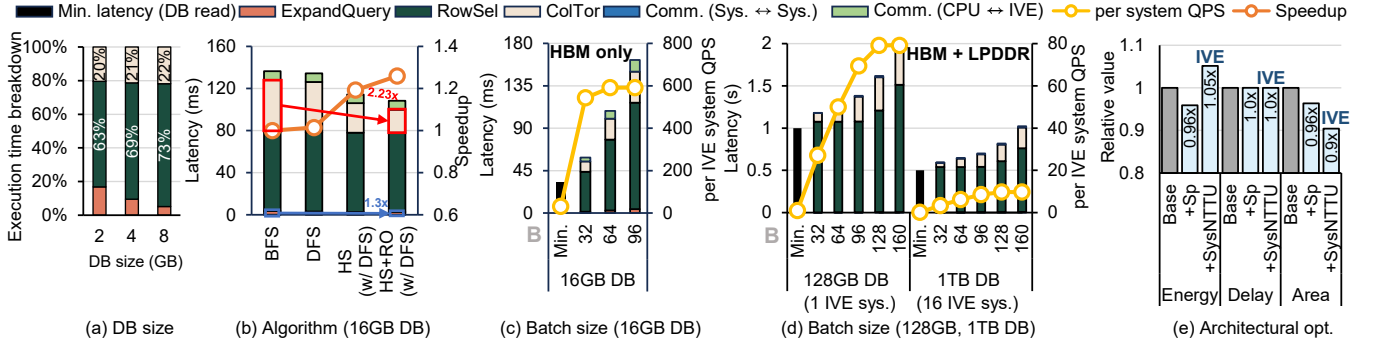 Min. latency (DB read) ExpandQuery RowSel ColTor Comm. (Sys. ↔ Sys.) Comm. (CPU ↔ IVE) per system QPS Speedup
Execution time breakdown
100%
80%
60%
40%
20%
0%
20%
21%
22%
63%
69%
73%
2 4 8
DB size (GB)
(a) DB size
Latency (ms)
160
120
80
40
0
2.23x
1.3x
1.4
1.2
1
0.8
0.6
Speedup
BFS
DFS
HS (w/ DFS)
HS+RO (w/ DFS)
(b) Algorithm (16GB DB)
Latency (ms)
180
135
90
45
0
HBM only
800
600
400
200
0
per IVE system QPS
B
Min. 32 64 96
16GB DB
(c) Batch size (16GB DB)
Latency (s)
2
1.5
1
0.5
0
HBM + LPDDR
80
60
40
20
0
per IVE system QPS
B
Min. 32 64 96 128 160 Min. 32 64 96 128 160
128GB DB 1TB DB
(1 IVE sys.) (16 IVE sys.)
(d) Batch size (128GB, 1TB DB)
Relative value
1.1
1
0.9
0.8
IVE
IVE
IVE
0.96x
1.05x
1.0x
1.0x
0.96x
0.9x
Base
+Sp
+SysNTTU
Base
+Sp
+SysNTTU
Base
+Sp
+SysNTTU
Energy Delay Area
(e) Architectural opt.